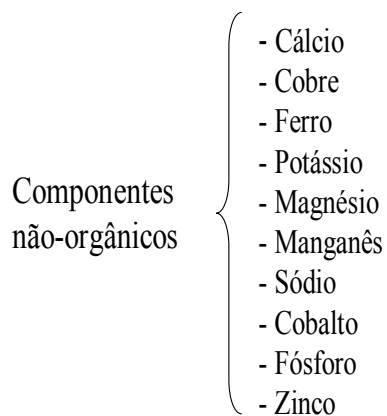 Componentes
não-orgânicos
- Cálcio
- Cobre
- Ferro
- Potássio
- Magnésio
- Manganês
- Sódio
- Cobalto
- Fósforo
- Zinco